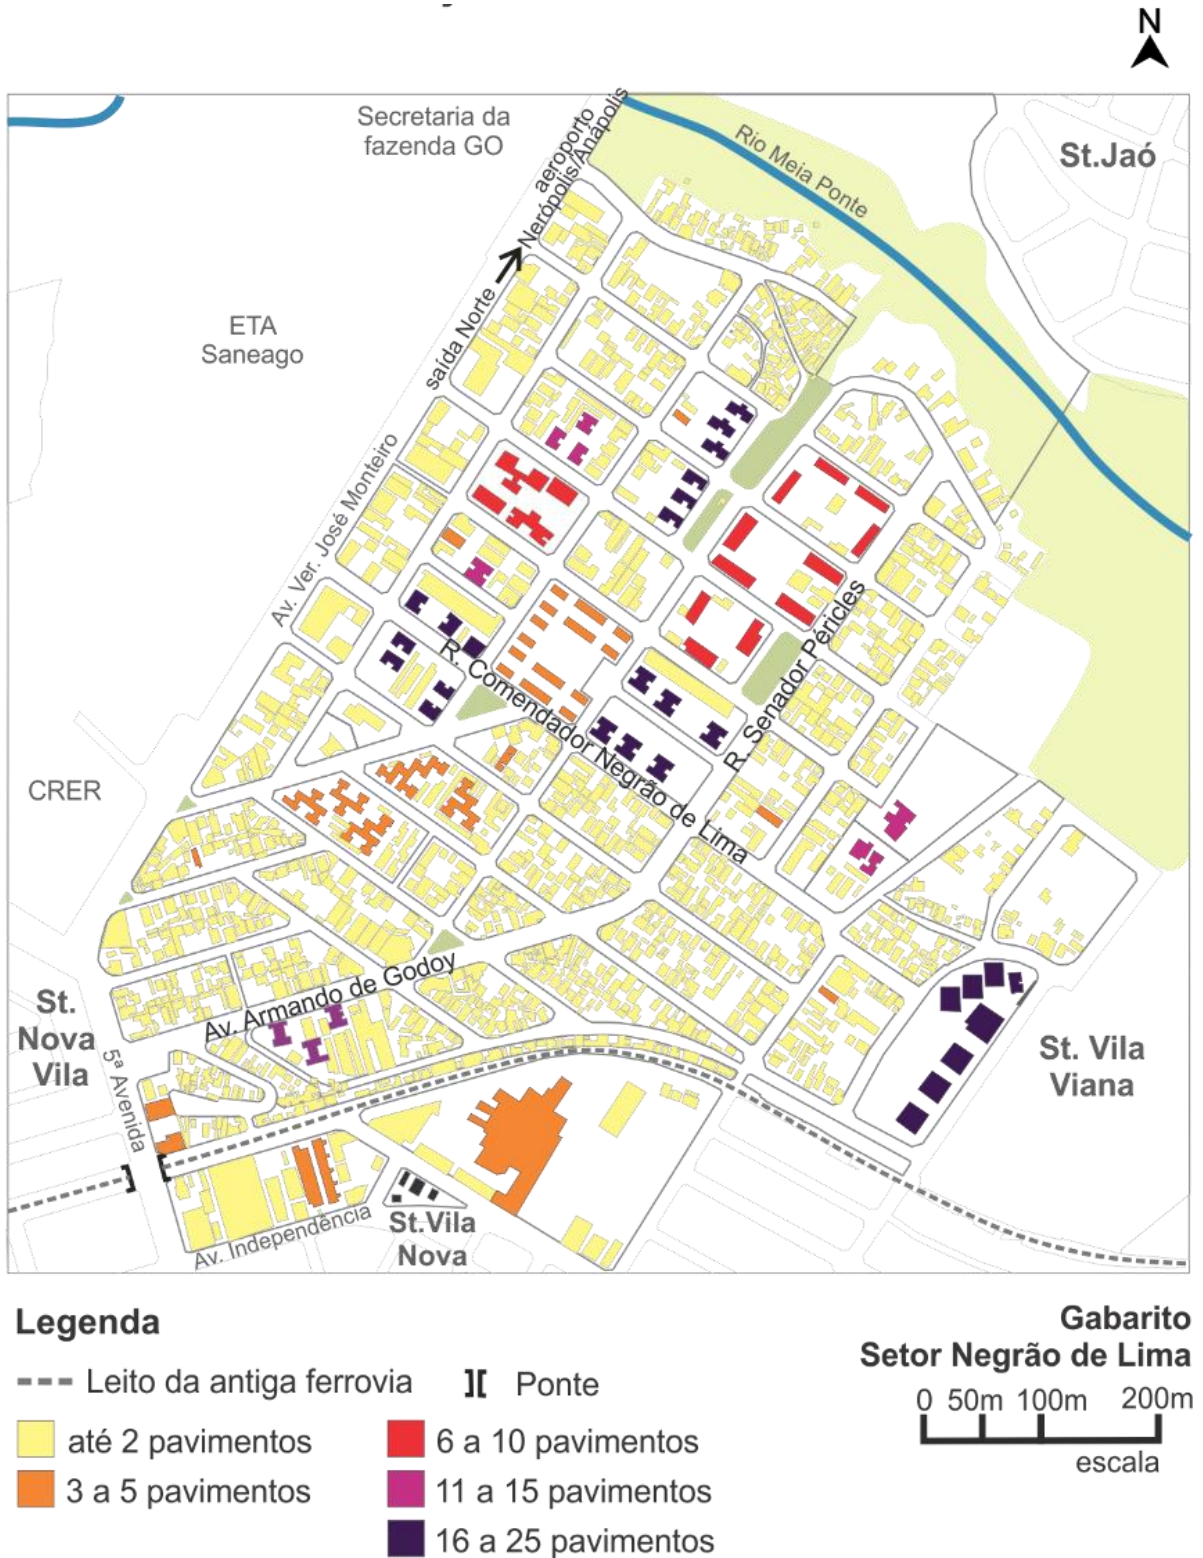 N
Secretaria da
fazenda GO
aeroporto
Nerópolis/Anápolis
Rio Meia Ponte
St.Jaó
saída Norte
ETA
Saneago
Av. Ver. José Monteiro
R. Senador Péricles
R. Comendador Negrão de Lima
CRER
Av. Armando de Godoy
St.
Nova
Vila
5ª Avenida
St. Vila
Viana
Av. Independência
St.Vila
Nova
Legenda
Leito da antiga ferrovia
Ponte
até 2 pavimentos
3 a 5 pavimentos
6 a 10 pavimentos
11 a 15 pavimentos
16 a 25 pavimentos
Gabarito
Setor Negrão de Lima
0 50m 100m 200m
escala